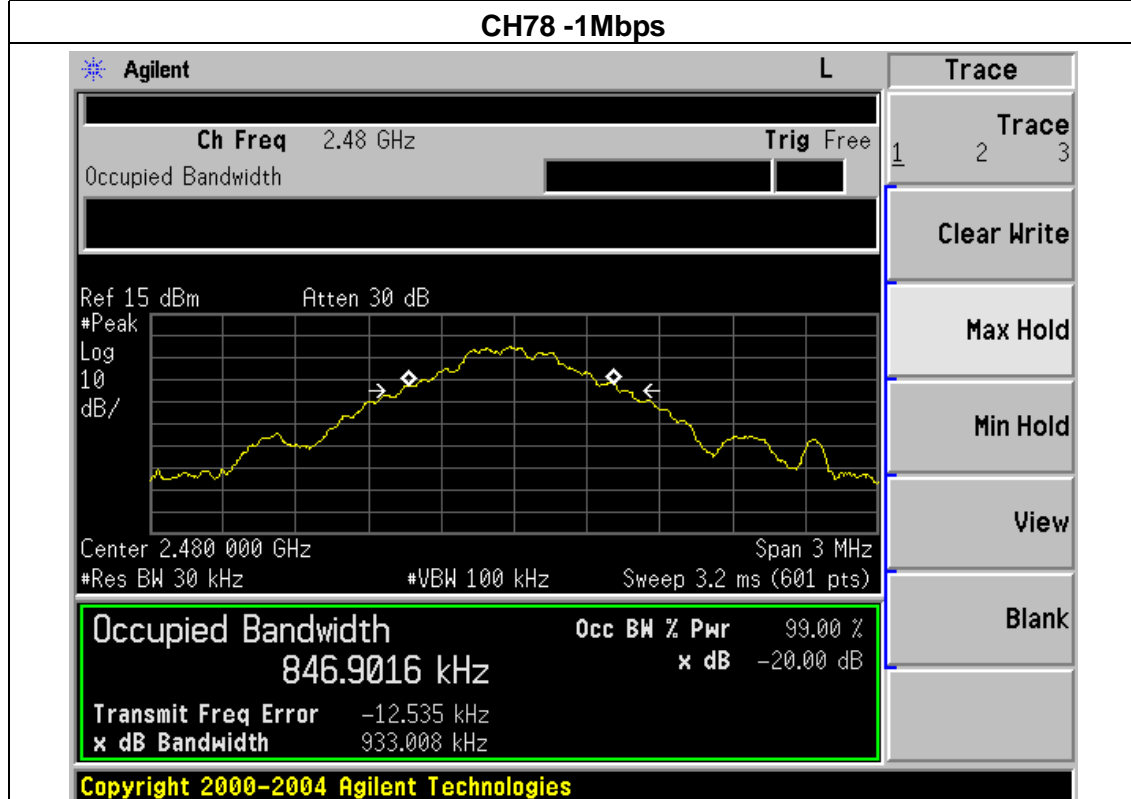 CH78 -1Mbps
Agilent L Trace
Ch Freq 2.48 GHz Trig Free
Occupied Bandwidth
Trace
1 2 3
Clear Write
Max Hold
Min Hold
View
Blank
Ref 15 dBm Atten 30 dB
#Peak
Log
10
dB/
Center 2.480 000 GHz Span 3 MHz
#Res BW 30 kHz #VBW 100 kHz Sweep 3.2 ms (601 pts)
Occupied Bandwidth Occ BW % Pwr 99.00 %
846.9016 kHz x dB -20.00 dB
Transmit Freq Error -12.535 kHz
x dB Bandwidth 933.008 kHz
Copyright 2000-2004 Agilent Technologies